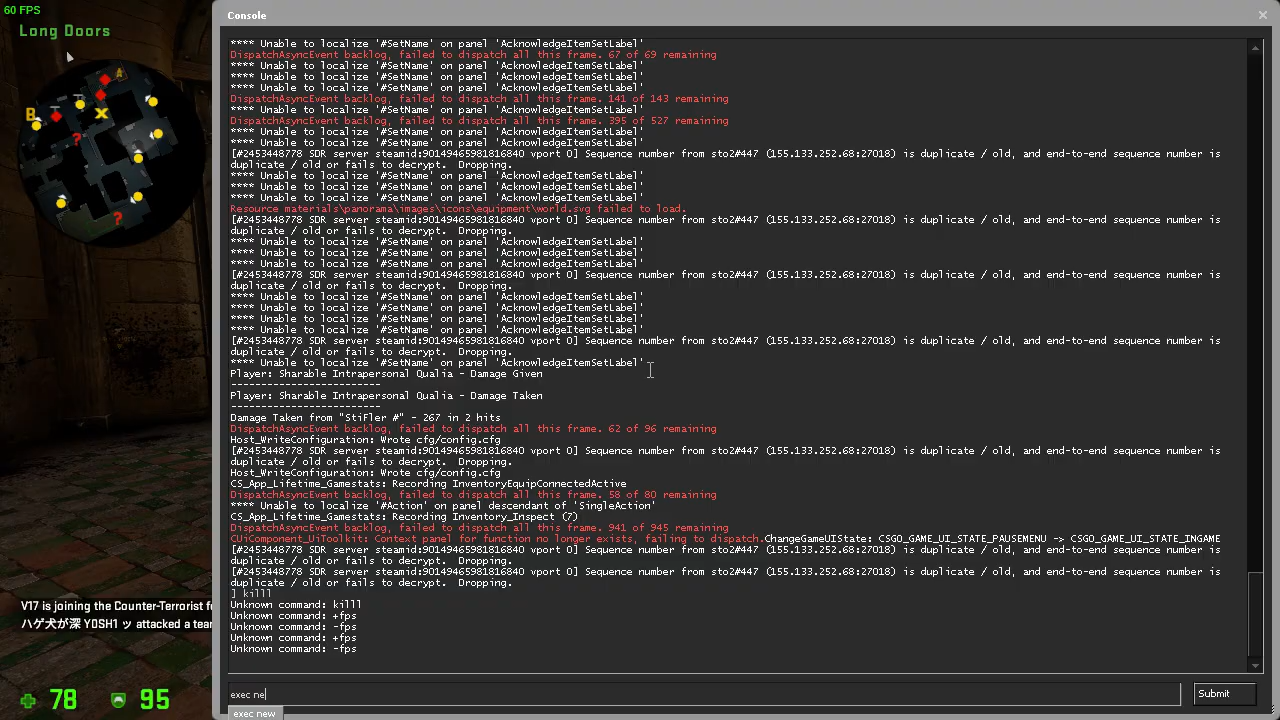 60 FPS
Long Doors
A
B
X
?
?
V17 is joining the Counter-Terrorist f
ハゲ犬が深 YOSH1 ッ attacked a tea
78
95
Console
**** Unable to localize '#SetName' on panel 'AcknowledgeItemSetLabel'
DispatchAsyncEvent backlog, failed to dispatch all this frame. 67 of 69 remaining
**** Unable to localize '#SetName' on panel 'AcknowledgeItemSetLabel'
**** Unable to localize '#SetName' on panel 'AcknowledgeItemSetLabel'
**** Unable to localize '#SetName' on panel 'AcknowledgeItemSetLabel'
DispatchAsyncEvent backlog, failed to dispatch all this frame. 141 of 143 remaining
**** Unable to localize '#SetName' on panel 'AcknowledgeItemSetLabel'
DispatchAsyncEvent backlog, failed to dispatch all this frame. 395 of 527 remaining
**** Unable to localize '#SetName' on panel 'AcknowledgeItemSetLabel'
**** Unable to localize '#SetName' on panel 'AcknowledgeItemSetLabel'
[#2453448778 SDR server steamid:90149465981816840 vport 0] Sequence number from sto2#447 (155.133.252.68:27018) is duplicate / old, and end-to-end sequence number is
duplicate / old or fails to decrypt.  Dropping.
**** Unable to localize '#SetName' on panel 'AcknowledgeItemSetLabel'
**** Unable to localize '#SetName' on panel 'AcknowledgeItemSetLabel'
**** Unable to localize '#SetName' on panel 'AcknowledgeItemSetLabel'
Resource materials\panorama\images\icons\equipment\world.svg failed to load.
[#2453448778 SDR server steamid:90149465981816840 vport 0] Sequence number from sto2#447 (155.133.252.68:27018) is duplicate / old, and end-to-end sequence number is
duplicate / old or fails to decrypt.  Dropping.
**** Unable to localize '#SetName' on panel 'AcknowledgeItemSetLabel'
**** Unable to localize '#SetName' on panel 'AcknowledgeItemSetLabel'
**** Unable to localize '#SetName' on panel 'AcknowledgeItemSetLabel'
[#2453448778 SDR server steamid:90149465981816840 vport 0] Sequence number from sto2#447 (155.133.252.68:27018) is duplicate / old, and end-to-end sequence number is
duplicate / old or fails to decrypt.  Dropping.
**** Unable to localize '#SetName' on panel 'AcknowledgeItemSetLabel'
**** Unable to localize '#SetName' on panel 'AcknowledgeItemSetLabel'
**** Unable to localize '#SetName' on panel 'AcknowledgeItemSetLabel'
**** Unable to localize '#SetName' on panel 'AcknowledgeItemSetLabel'
[#2453448778 SDR server steamid:90149465981816840 vport 0] Sequence number from sto2#447 (155.133.252.68:27018) is duplicate / old, and end-to-end sequence number is
duplicate / old or fails to decrypt.  Dropping.
**** Unable to localize '#SetName' on panel 'AcknowledgeItemSetLabel'
Player: Sharable Intrapersonal Qualia - Damage Given
-------------------------
Player: Sharable Intrapersonal Qualia - Damage Taken
-------------------------
Damage Taken from "StiFler #" - 267 in 2 hits
DispatchAsyncEvent backlog, failed to dispatch all this frame. 62 of 96 remaining
Host_WriteConfiguration: Wrote cfg/config.cfg
[#2453448778 SDR server steamid:90149465981816840 vport 0] Sequence number from sto2#447 (155.133.252.68:27018) is duplicate / old, and end-to-end sequence number is
duplicate / old or fails to decrypt.  Dropping.
Host_WriteConfiguration: Wrote cfg/config.cfg
CS_App_Lifetime_Gamestats: Recording InventoryEquipConnectedActive
DispatchAsyncEvent backlog, failed to dispatch all this frame. 58 of 80 remaining
**** Unable to localize '#Action' on panel descendant of 'SingleAction'
CS_App_Lifetime_Gamestats: Recording Inventory_Inspect (7)
DispatchAsyncEvent backlog, failed to dispatch all this frame. 941 of 945 remaining
CUiComponent_UiToolkit: Context panel for function no longer exists, failing to dispatch.ChangeGameUIState: CSGO_GAME_UI_STATE_PAUSEMENU -> CSGO_GAME_UI_STATE_INGAME
[#2453448778 SDR server steamid:90149465981816840 vport 0] Sequence number from sto2#447 (155.133.252.68:27018) is duplicate / old, and end-to-end sequence number is
duplicate / old or fails to decrypt.  Dropping.
[#2453448778 SDR server steamid:90149465981816840 vport 0] Sequence number from sto2#447 (155.133.252.68:27018) is duplicate / old, and end-to-end sequence number is
duplicate / old or fails to decrypt.  Dropping.
] killl
Unknown command: killl
Unknown command: +fps
Unknown command: -fps
Unknown command: +fps
Unknown command: -fps
exec ne
Submit
exec new